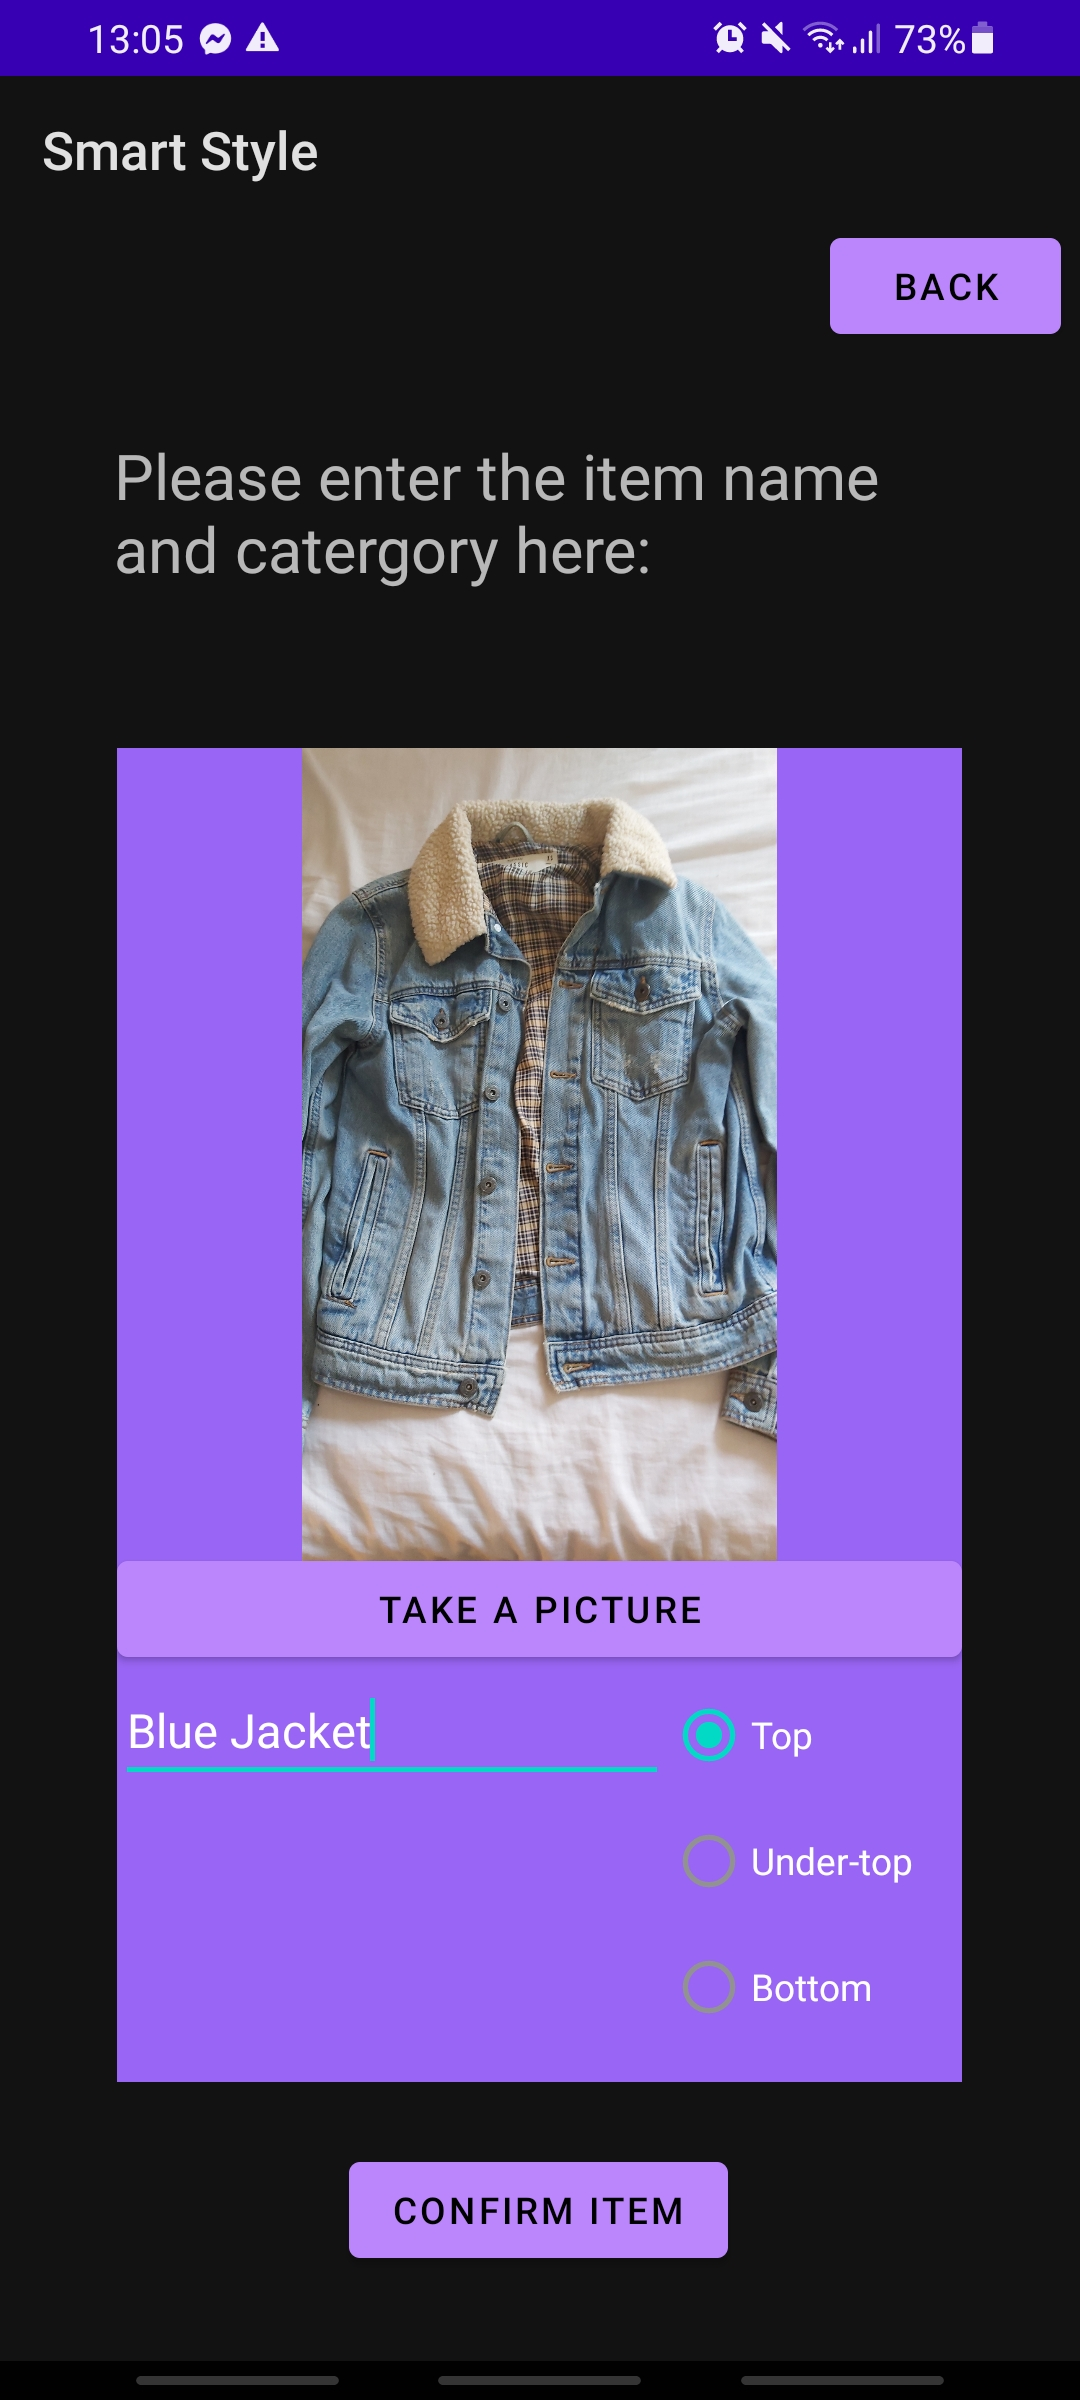 13:05
73%
Smart Style
BACK
Please enter the item name
and catergory here:
TAKE A PICTURE
Blue Jacket
Top
Under-top
Bottom
CONFIRM ITEM